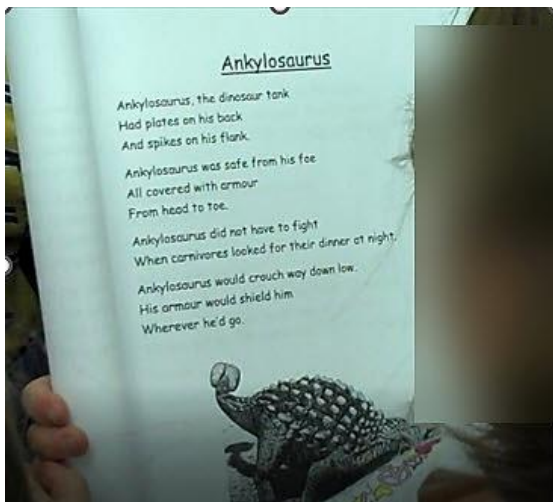 Ankylosaurus
Ankylosaurus, the dinosaur tank
Had plates on his back
And spikes on his flank.
Ankylosaurus was safe from his foe
All covered with armour
From head to toe.
Ankylosaurus did not have to fight
When carnivores looked for their dinner at night.
Ankylosaurus would crouch way down low.
His armour would shield him
Wherever he'd go.